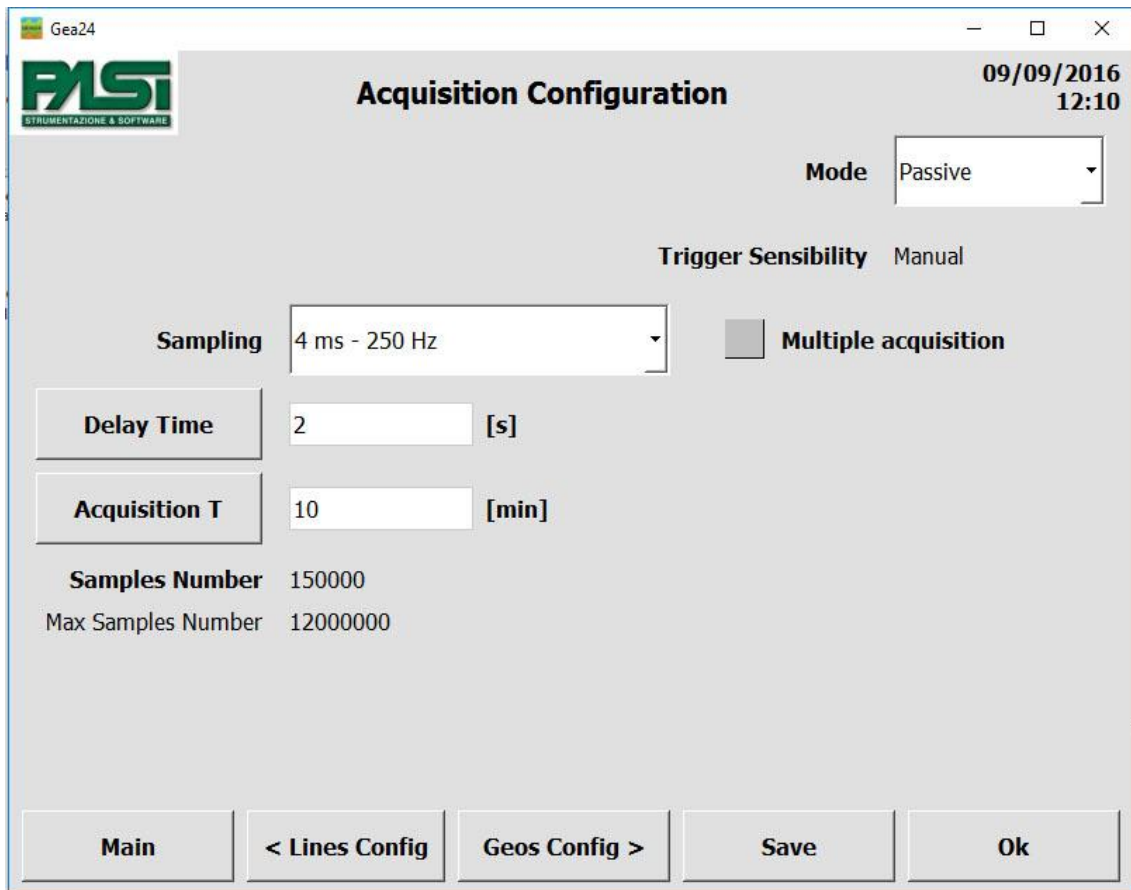 Gea24
PASI
STRUMENTAZIONE & SOFTWARE
Acquisition Configuration
09/09/2016
12:10
Mode Passive
Trigger Sensibility Manual
Sampling 4 ms - 250 Hz Multiple acquisition
Delay Time 2 [s]
Acquisition T 10 [min]
Samples Number 150000
Max Samples Number 12000000
Main < Lines Config Geos Config > Save Ok